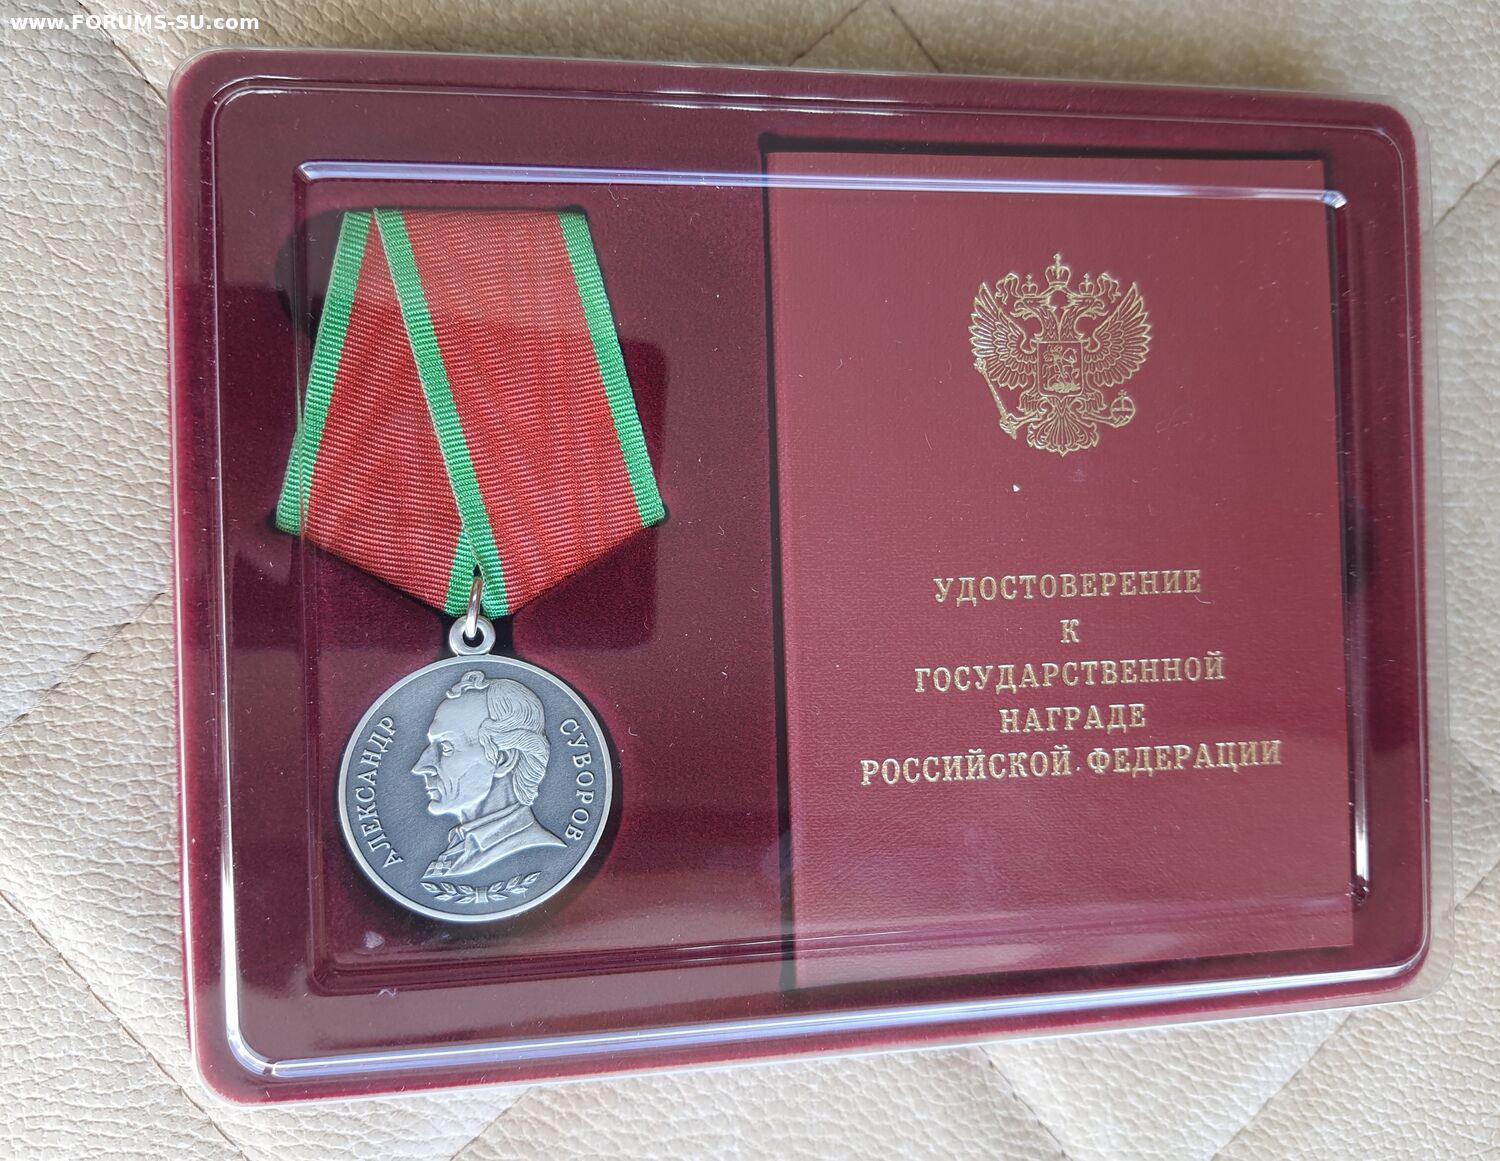 www.FORUMS-SU.com
АЛЕКСАНДР
СУВОРОВ
УДОСТОВЕРЕНИЕ
К
ГОСУДАРСТВЕННОЙ
НАГРАДЕ
РОССИЙСКОЙ ФЕДЕРАЦИИ